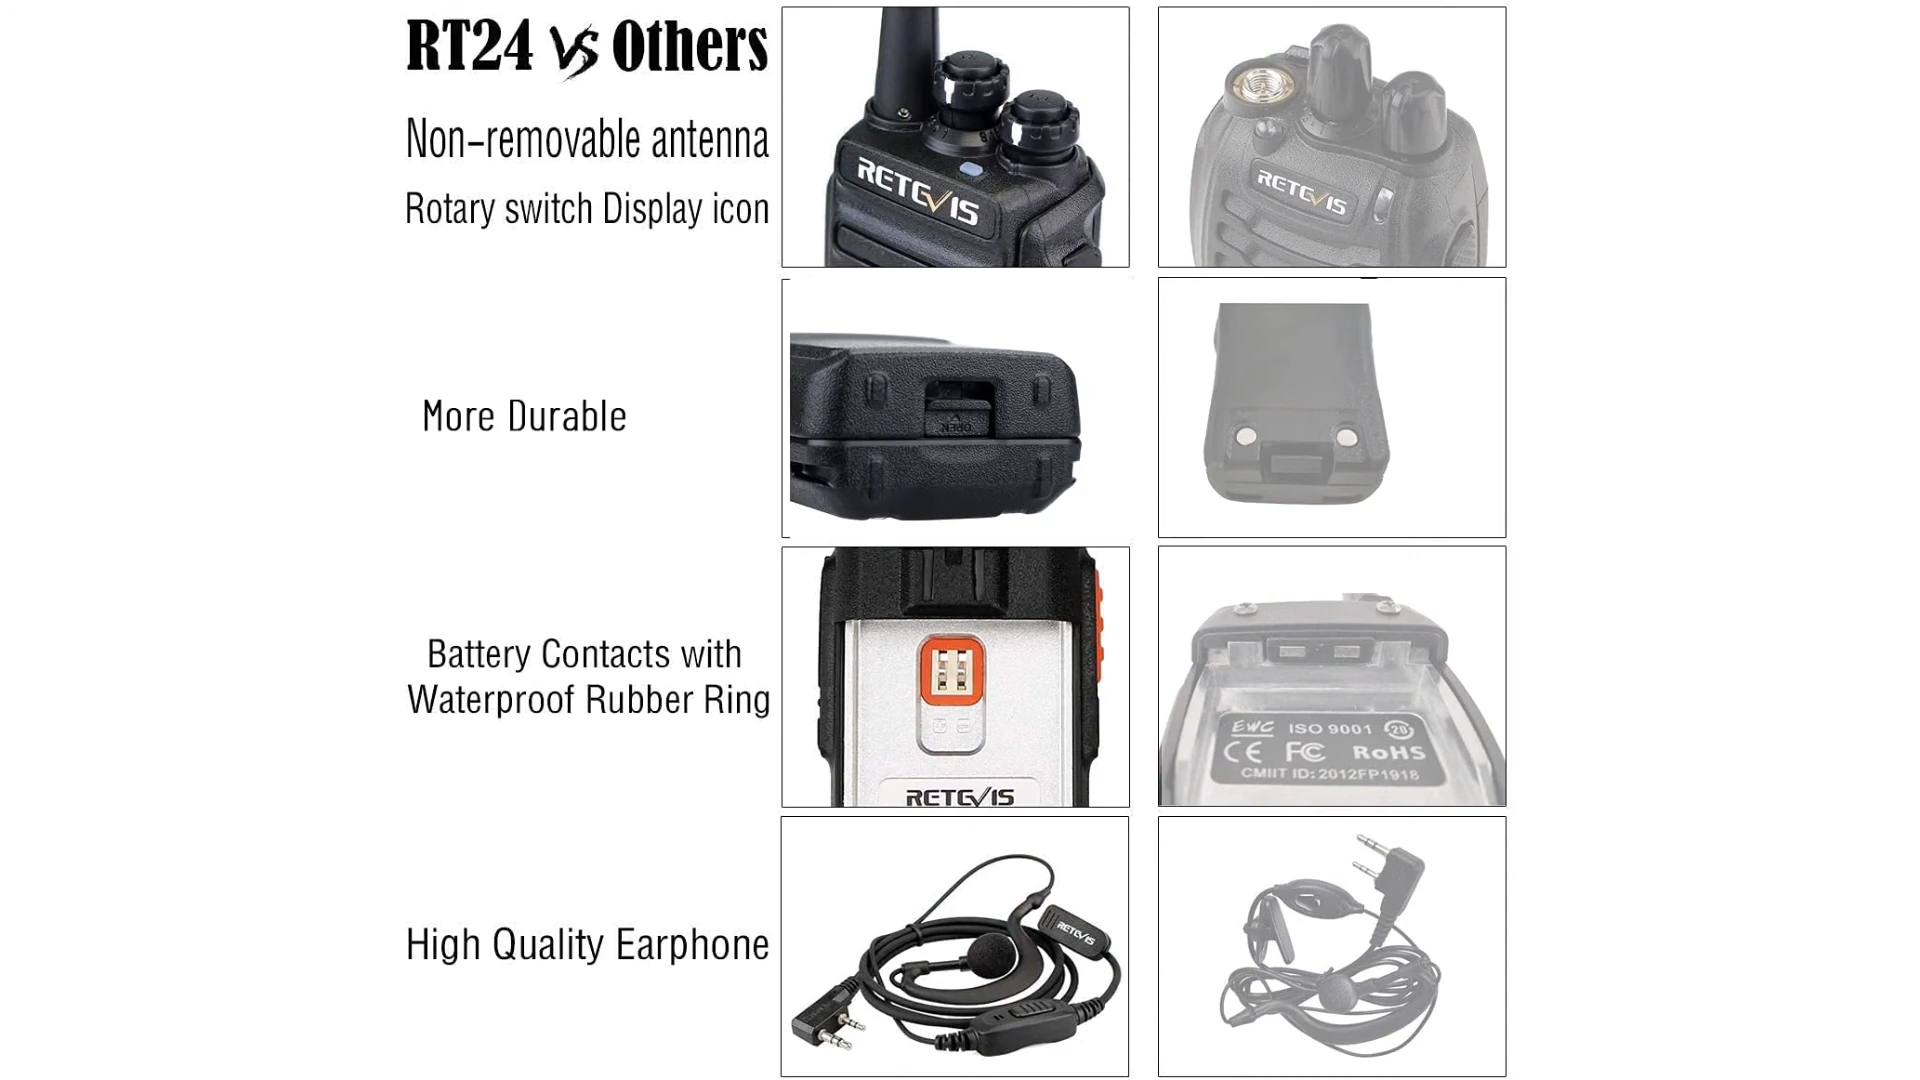 RT24 VS Others
Non-removable antenna
Rotary switch Display icon
RETEVIS
RETEVIS
More Durable
OPEN
Battery Contacts with
Waterproof Rubber Ring
RETEVIS
EWC ISO 9001 20
CE FC RoHS
CMIIT ID: 2012FP1918
High Quality Earphone
RETEVIS